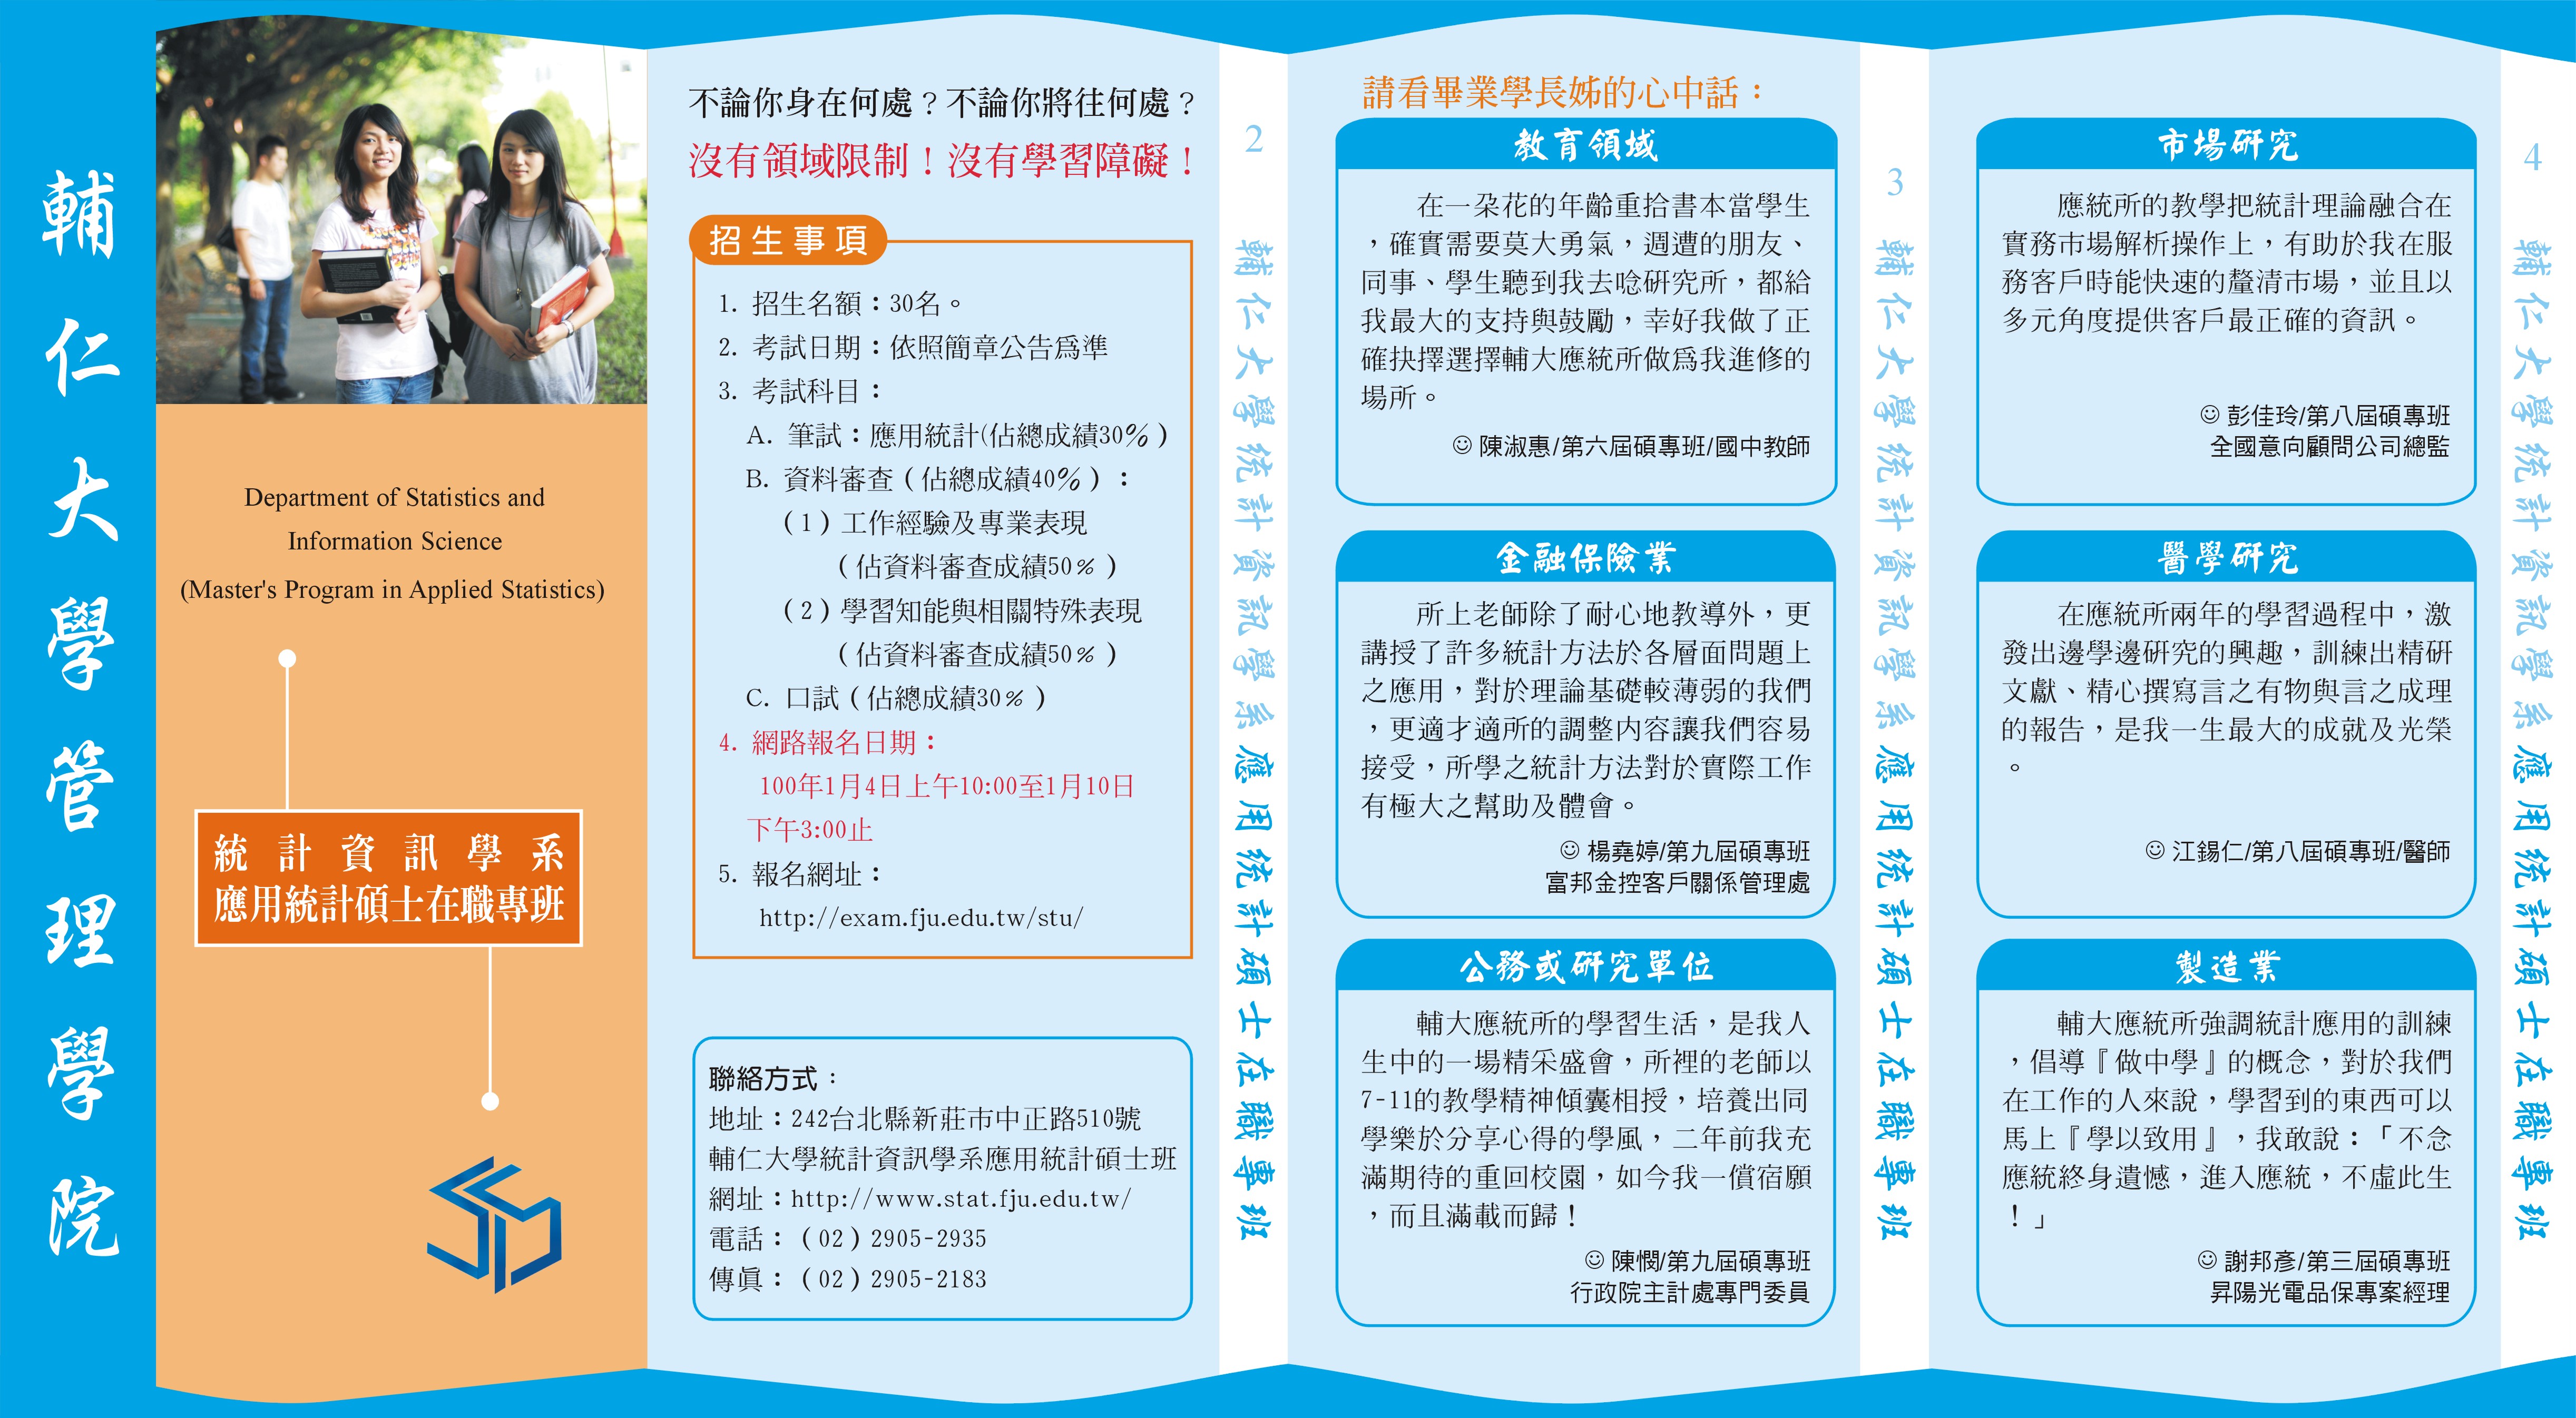 輔仁大學管理學院
Department of Statistics and
Information Science
(Master's Program in Applied Statistics)
統計資訊學系
應用統計碩士在職專班
不論你身在何處？不論你將往何處？
沒有領域限制！沒有學習障礙！
招生事項
1. 招生名額：30名。
2. 考試日期：依照簡章公告為準
3. 考試科目：
A. 筆試：應用統計(佔總成績30%）
B. 資料審查（佔總成績40%）：
（1）工作經驗及專業表現
（佔資料審查成績50%）
（2）學習知能與相關特殊表現
（佔資料審查成績50%）
C. 口試（佔總成績30%）
4. 網路報名日期：
100年1月4日上午10:00至1月10日
下午3:00止
5. 報名網址：
http://exam.fju.edu.tw/stu/
聯絡方式：
地址：242台北縣新莊市中正路510號
輔仁大學統計資訊學系應用統計碩士班
網址：http://www.stat.fju.edu.tw/
電話：（02）2905-2935
傳真：（02）2905-2183
2
輔仁大學統計資訊學系應用統計碩士在職專班
請看畢業學長姊的心中話：
教育領域
在一朵花的年齡重拾書本當學生
，確實需要莫大勇氣，週遭的朋友、
同事、學生聽到我去唸研究所，都給
我最大的支持與鼓勵，幸好我做了正
確抉擇選擇輔大應統所做為我進修的
場所。
☺ 陳淑惠/第六屆碩專班/國中教師
金融保險業
所上老師除了耐心地教導外，更
講授了許多統計方法於各層面問題上
之應用，對於理論基礎較薄弱的我們
，更適才適所的調整內容讓我們容易
接受，所學之統計方法對於實際工作
有極大之幫助及體會。
☺ 楊堯婷/第九屆碩專班
富邦金控客戶關係管理處
公務或研究單位
輔大應統所的學習生活，是我人
生中的一場精采盛會，所裡的老師以
7-11的教學精神傾囊相授，培養出同
學樂於分享心得的學風，二年前我充
滿期待的重回校園，如今我一償宿願
，而且滿載而歸！
☺ 陳憫/第九屆碩專班
行政院主計處專門委員
3
輔仁大學統計資訊學系應用統計碩士在職專班
市場研究
應統所的教學把統計理論融合在
實務市場解析操作上，有助於我在服
務客戶時能快速的釐清市場，並且以
多元角度提供客戶最正確的資訊。
☺ 彭佳玲/第八屆碩專班
全國意向顧問公司總監
醫學研究
在應統所兩年的學習過程中，激
發出邊學邊研究的興趣，訓練出精研
文獻、精心撰寫言之有物與言之成理
的報告，是我一生最大的成就及光榮
。
☺ 江錫仁/第八屆碩專班/醫師
製造業
輔大應統所強調統計應用的訓練
，倡導『做中學』的概念，對於我們
在工作的人來說，學習到的東西可以
馬上『學以致用』，我敢說：「不念
應統終身遺憾，進入應統，不虛此生
！」
☺ 謝邦彥/第三屆碩專班
昇陽光電品保專案經理
4
輔仁大學統計資訊學系應用統計碩士在職專班